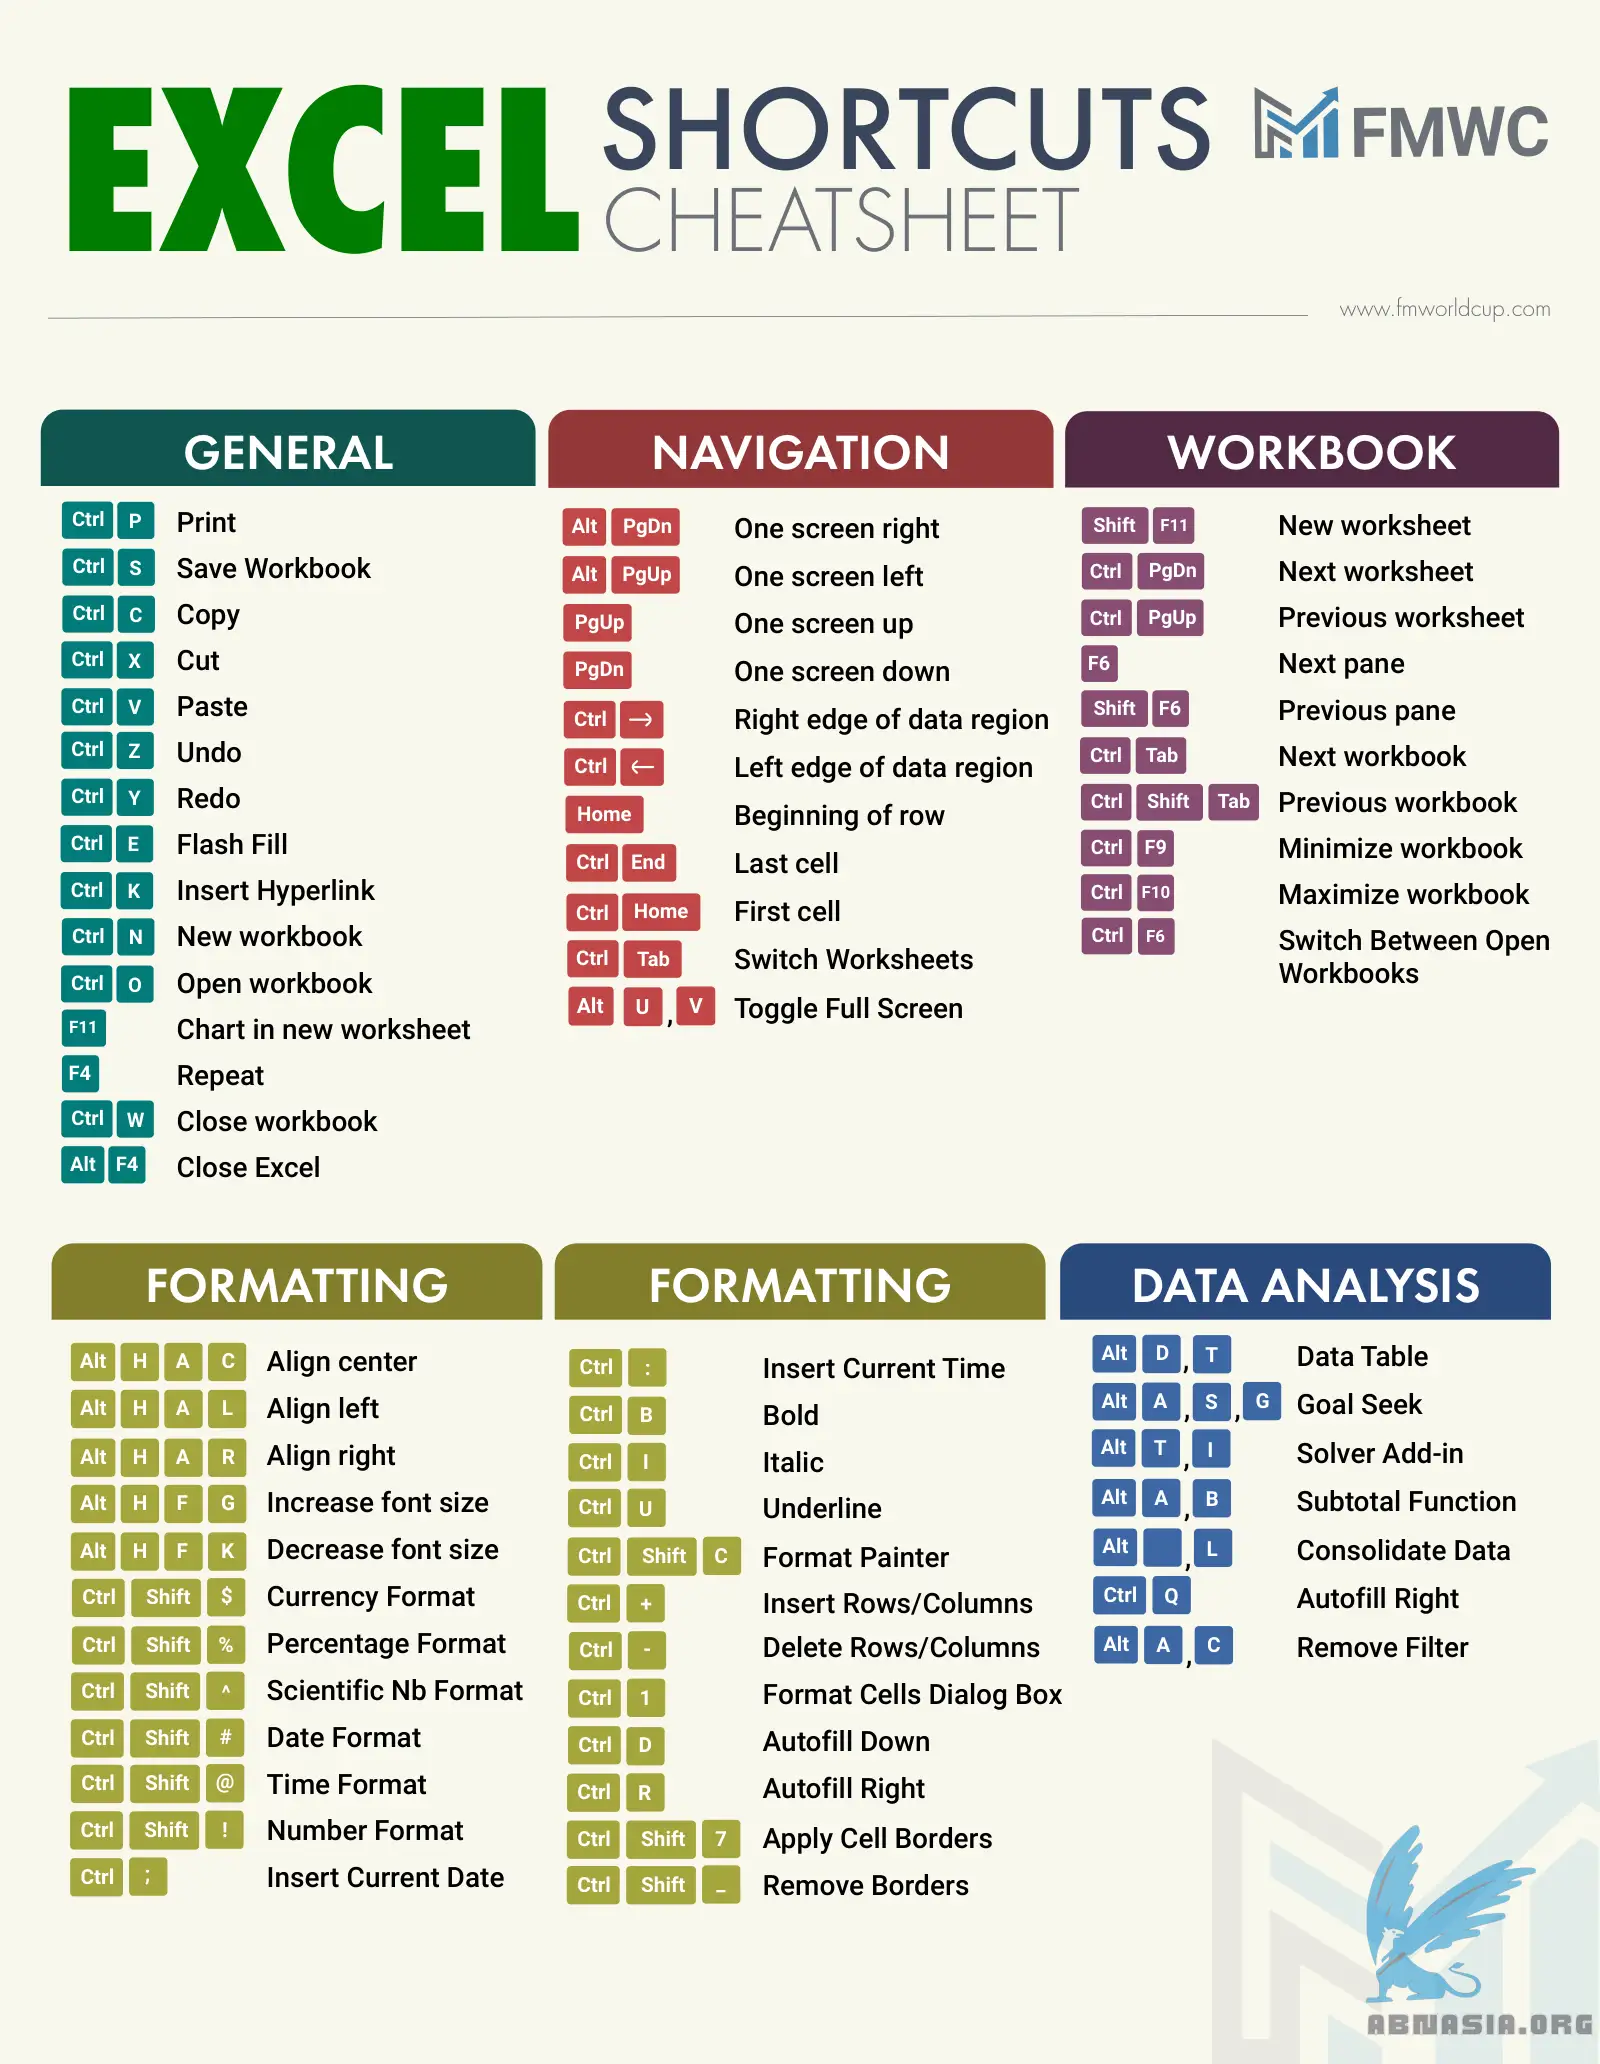 EXCEL SHORTCUTS
CHEATSHEET
FMWC
www.fmworldcup.com
GENERAL
Ctrl P Print
Ctrl S Save Workbook
Ctrl C Copy
Ctrl X Cut
Ctrl V Paste
Ctrl Z Undo
Ctrl Y Redo
Ctrl E Flash Fill
Ctrl K Insert Hyperlink
Ctrl N New workbook
Ctrl O Open workbook
F11 Chart in new worksheet
F4 Repeat
Ctrl W Close workbook
Alt F4 Close Excel
NAVIGATION
Alt PgDn One screen right
Alt PgUp One screen left
PgUp One screen up
PgDn One screen down
Ctrl → Right edge of data region
Ctrl ← Left edge of data region
Home Beginning of row
Ctrl End Last cell
Ctrl Home First cell
Ctrl Tab Switch Worksheets
Alt U , V Toggle Full Screen
WORKBOOK
Shift F11 New worksheet
Ctrl PgDn Next worksheet
Ctrl PgUp Previous worksheet
F6 Next pane
Shift F6 Previous pane
Ctrl Tab Next workbook
Ctrl Shift Tab Previous workbook
Ctrl F9 Minimize workbook
Ctrl F10 Maximize workbook
Ctrl F6 Switch Between Open
Workbooks
FORMATTING
Alt H A C Align center
Alt H A L Align left
Alt H A R Align right
Alt H F G Increase font size
Alt H F K Decrease font size
Ctrl Shift $ Currency Format
Ctrl Shift % Percentage Format
Ctrl Shift ^ Scientific Nb Format
Ctrl Shift # Date Format
Ctrl Shift @ Time Format
Ctrl Shift ! Number Format
Ctrl ; Insert Current Date
FORMATTING
Ctrl : Insert Current Time
Ctrl B Bold
Ctrl I Italic
Ctrl U Underline
Ctrl Shift C Format Painter
Ctrl + Insert Rows/Columns
Ctrl - Delete Rows/Columns
Ctrl 1 Format Cells Dialog Box
Ctrl D Autofill Down
Ctrl R Autofill Right
Ctrl Shift 7 Apply Cell Borders
Ctrl Shift _ Remove Borders
DATA ANALYSIS
Alt D , T Data Table
Alt A , S , G Goal Seek
Alt T , I Solver Add-in
Alt A , B Subtotal Function
Alt , L Consolidate Data
Ctrl Q Autofill Right
Alt A , C Remove Filter
ABNASIA.ORG